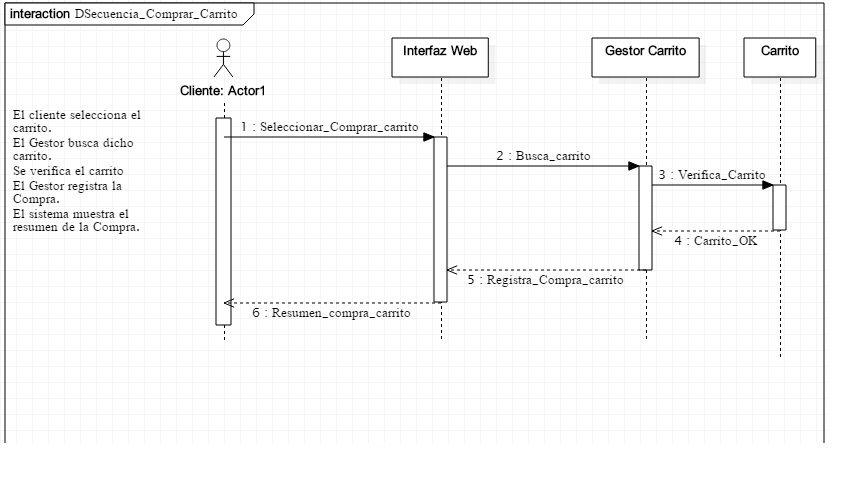 interaction DSecuencia_Comprar_Carrito
Interfaz Web
Gestor Carrito
Carrito
Cliente: Actor1
El cliente selecciona el
carrito.
El Gestor busca dicho
carrito.
Se verifica el carrito
El Gestor registra la
Compra.
El sistema muestra el
resumen de la Compra.
1 : Seleccionar_Comprar_carrito
2 : Busca_carrito
3 : Verifica_Carrito
4 : Carrito_OK
5 : Registra_Compra_carrito
6 : Resumen_compra_carrito